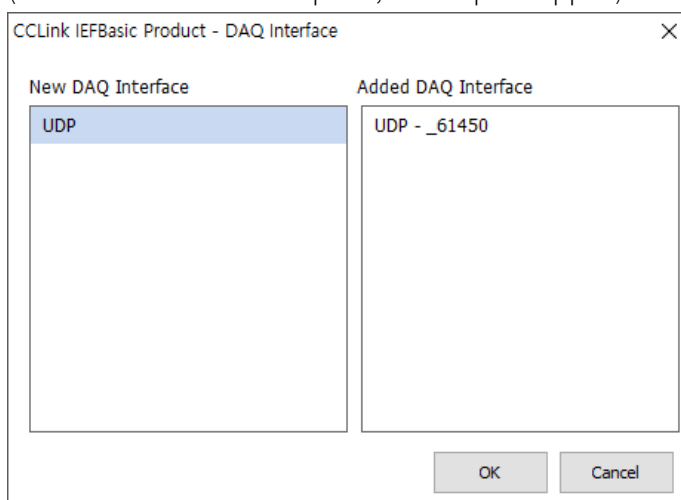 CCLink IEFBasic Product - DAQ Interface
New DAQ Interface
Added DAQ Interface
UDP
UDP - _61450
OK
Cancel